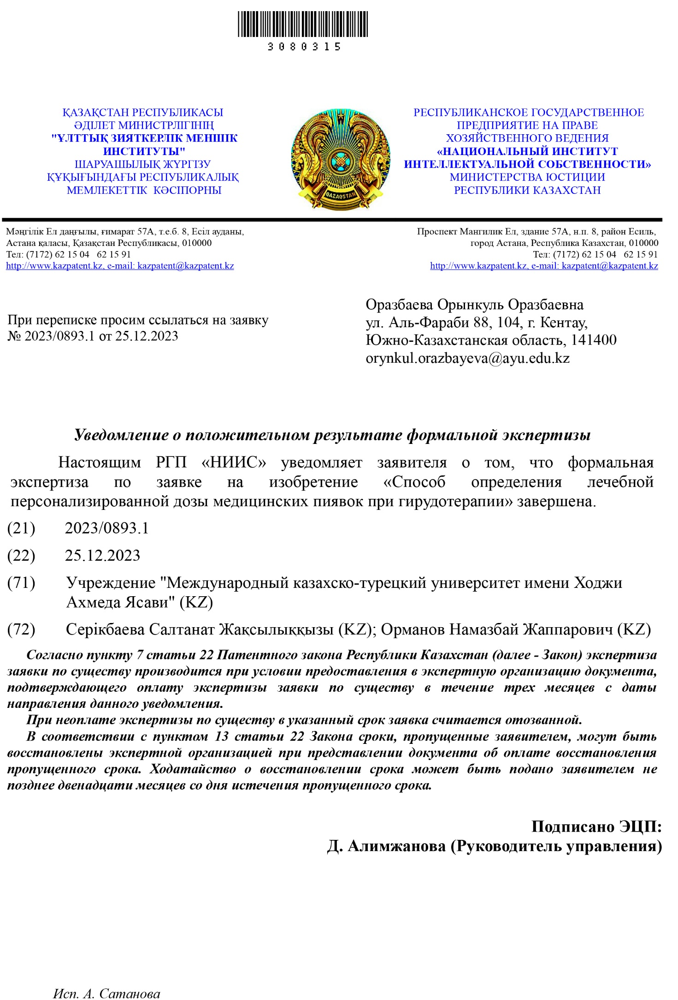 3080315
ҚАЗАҚСТАН РЕСПУБЛИКАСЫ
ӘДІЛЕТ МИНИСТРЛІГІНІҢ
"ҰЛТТЫҚ ЗИЯТКЕРЛІК МЕНШІК
ИНСТИТУТЫ"
ШАРУАШЫЛЫҚ ЖҮРГІЗУ
ҚҰҚЫҒЫНДАҒЫ РЕСПУБЛИКАЛЫҚ
МЕМЛЕКЕТТІК КӘСІПОРНЫ
QAZAQSTAN
РЕСПУБЛИКАНСКОЕ ГОСУДАРСТВЕННОЕ
ПРЕДПРИЯТИЕ НА ПРАВЕ
ХОЗЯЙСТВЕННОГО ВЕДЕНИЯ
«НАЦИОНАЛЬНЫЙ ИНСТИТУТ
ИНТЕЛЛЕКТУАЛЬНОЙ СОБСТВЕННОСТИ»
МИНИСТЕРСТВА ЮСТИЦИИ
РЕСПУБЛИКИ КАЗАХСТАН
Мәңгілік Ел даңғылы, ғимарат 57А, т.е.б. 8, Есіл ауданы,
Астана қаласы, Қазақстан Республикасы, 010000
Тел: (7172) 62 15 04 62 15 91
http://www.kazpatent.kz, e-mail: kazpatent@kazpatent.kz
Проспект Мангилик Ел, здание 57А, н.п. 8, район Есиль,
город Астана, Республика Казахстан, 010000
Тел: (7172) 62 15 04 62 15 91
http://www.kazpatent.kz, e-mail: kazpatent@kazpatent.kz
При переписке просим ссылаться на заявку
№ 2023/0893.1 от 25.12.2023
Оразбаева Орынкуль Оразбаевна
ул. Аль-Фараби 88, 104, г. Кентау,
Южно-Казахстанская область, 141400
orynkul.orazbayeva@ayu.edu.kz
Уведомление о положительном результате формальной экспертизы
Настоящим РГП «НИИС» уведомляет заявителя о том, что формальная
экспертиза по заявке на изобретение «Способ определения лечебной
персонализированной дозы медицинских пиявок при гирудотерапии» завершена.
(21) 2023/0893.1
(22) 25.12.2023
(71) Учреждение "Международный казахско-турецкий университет имени Ходжи
Ахмеда Ясави" (KZ)
(72) Серікбаева Салтанат Жақсылыққызы (KZ); Орманов Намазбай Жаппарович (KZ)
Согласно пункту 7 статьи 22 Патентного закона Республики Казахстан (далее - Закон) экспертиза
заявки по существу производится при условии предоставления в экспертную организацию документа,
подтверждающего оплату экспертизы заявки по существу в течение трех месяцев с даты
направления данного уведомления.
При неоплате экспертизы по существу в указанный срок заявка считается отозванной.
В соответствии с пунктом 13 статьи 22 Закона сроки, пропущенные заявителем, могут быть
восстановлены экспертной организацией при представлении документа об оплате восстановления
пропущенного срока. Ходатайство о восстановлении срока может быть подано заявителем не
позднее двенадцати месяцев со дня истечения пропущенного срока.
Подписано ЭЦП:
Д. Алимжанова (Руководитель управления)
Исп. А. Сатанова